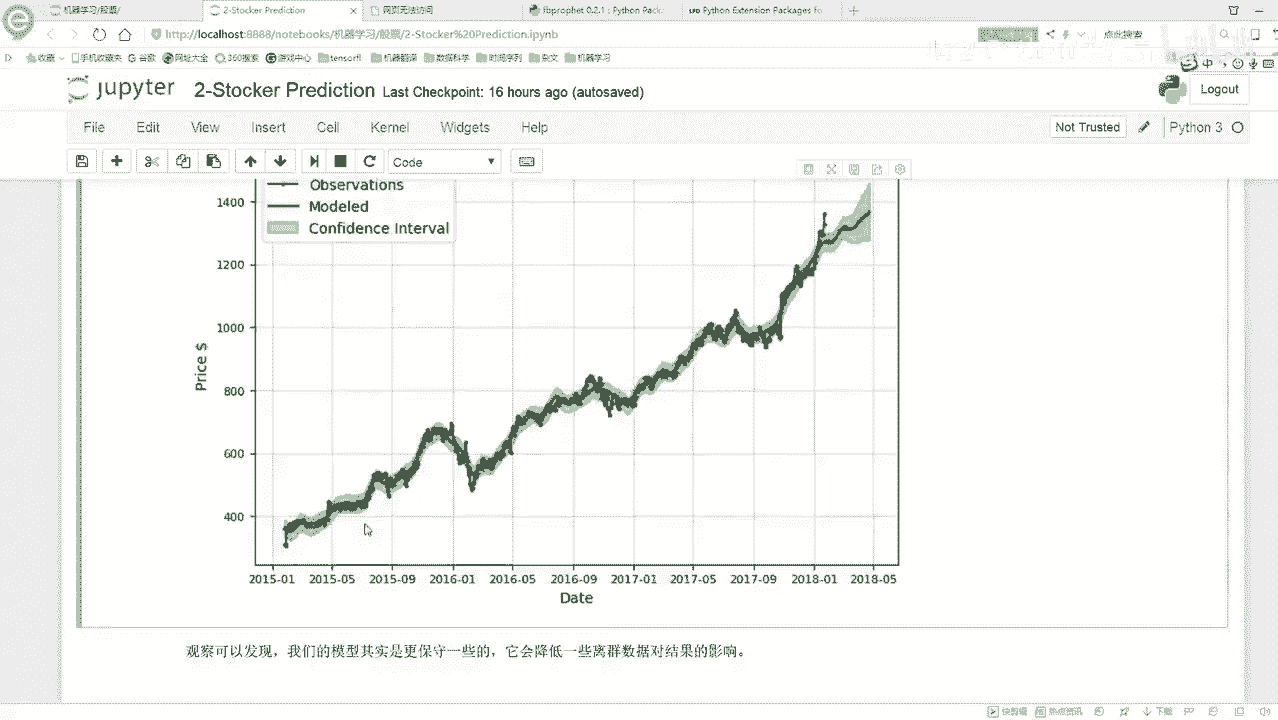 机器学习/股票/
2-Stocker Prediction
网页无法访问
fbprophet 0.2.1 : Python Pack
Python Extension Packages fo
http://localhost:8888/notebooks/机器学习/股票/2-Stocker%20Prediction.ipynb
点此搜索
收藏 手机收藏夹 谷歌 网址大全 360搜索 游戏中心 tensorfl 机器翻译 数据科学 时间序列 杂文 机器学习
jupyter 2-Stocker Prediction Last Checkpoint: 16 hours ago (autosaved)
Logout
File Edit View Insert Cell Kernel Widgets Help
Not Trusted
Python 3
Code
Observations
Modeled
Confidence Interval
1400
1200
1000
800
600
400
Price $
2015-01 2015-05 2015-09 2016-01 2016-05 2016-09 2017-01 2017-05 2017-09 2018-01 2018-05
Date
观察可以发现，我们的模型其实是更保守一些的，它会降低一些离群数据对结果的影响。
快剪辑 热点资讯 下载